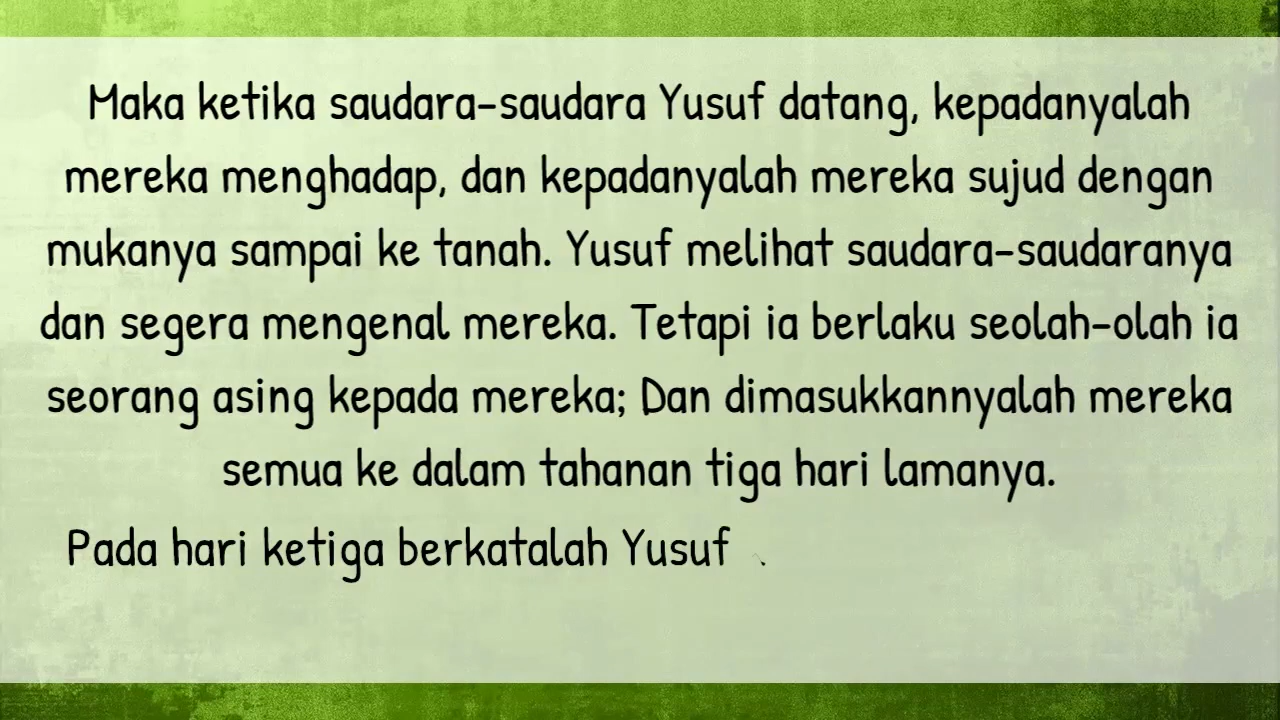 Maka ketika saudara-saudara Yusuf datang, kepadanyalah
mereka menghadap, dan kepadanyalah mereka sujud dengan
mukanya sampai ke tanah. Yusuf melihat saudara-saudaranya
dan segera mengenal mereka. Tetapi ia berlaku seolah-olah ia
seorang asing kepada mereka; Dan dimasukkannyalah mereka
semua ke dalam tahanan tiga hari lamanya.
Pada hari ketiga berkatalah Yusuf